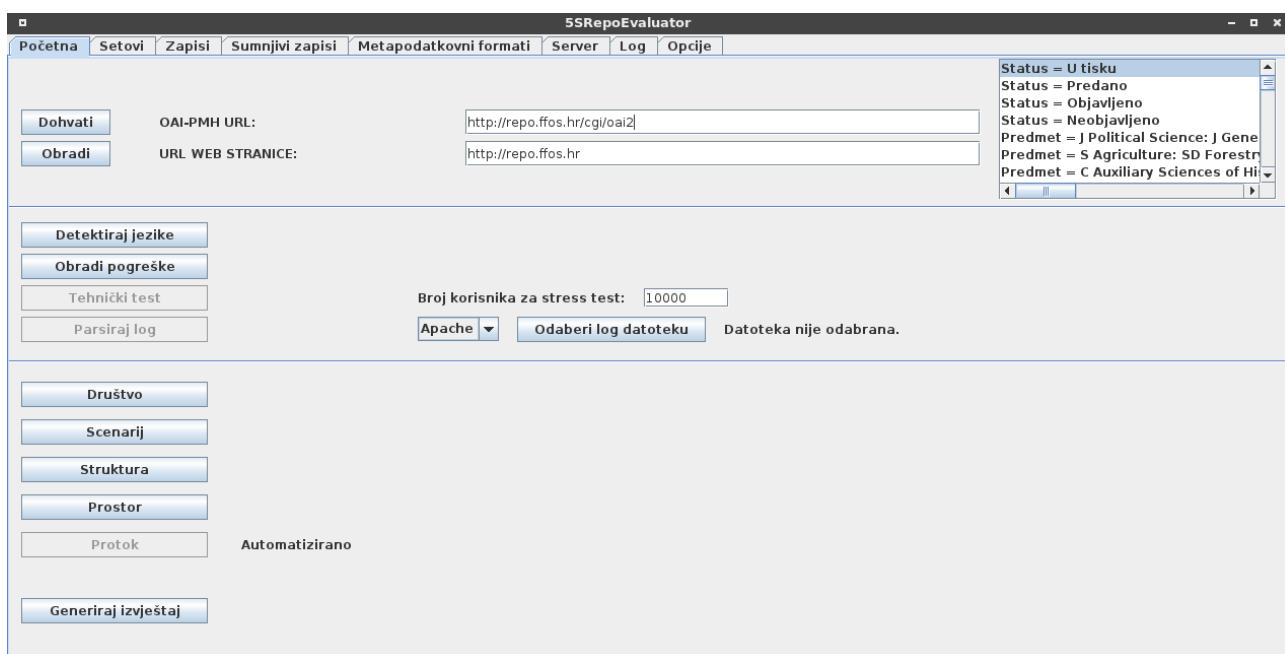 5SRepoEvaluator
Početna Setovi Zapisi Sumnjivi zapisi Metapodatkovni formati Server Log Opcije
Status = U tisku
Status = Predano
Status = Objavljeno
Status = Neobjavljeno
Predmet = J Political Science: J Gene
Predmet = S Agriculture: SD Forestry
Predmet = C Auxiliary Sciences of Hi
Dohvati OAI-PMH URL: http://repo.ffos.hr/cgi/oai2
Obradi URL WEB STRANICE: http://repo.ffos.hr
Detektiraj jezike
Obradi pogreške
Tehnički test Broj korisnika za stress test: 10000
Parsiraj log Apache Odaberi log datoteku Datoteka nije odabrana.
Društvo
Scenarij
Struktura
Prostor
Protok Automatizirano
Generiraj izvještaj